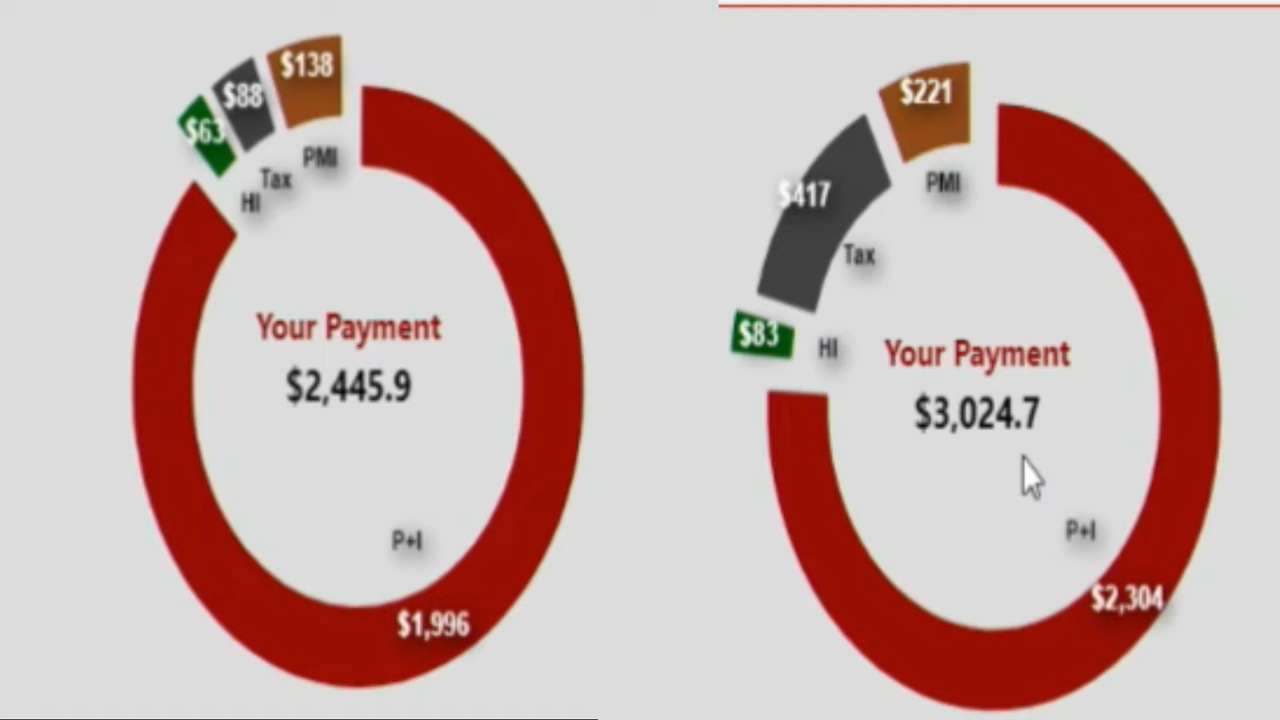 $138
$88
$63
PMI
Tax
HI
Your Payment
$2,445.9
P+I
$1,996
$221
$417
PMI
Tax
$83
HI
Your Payment
$3,024.7
P+I
$2,304